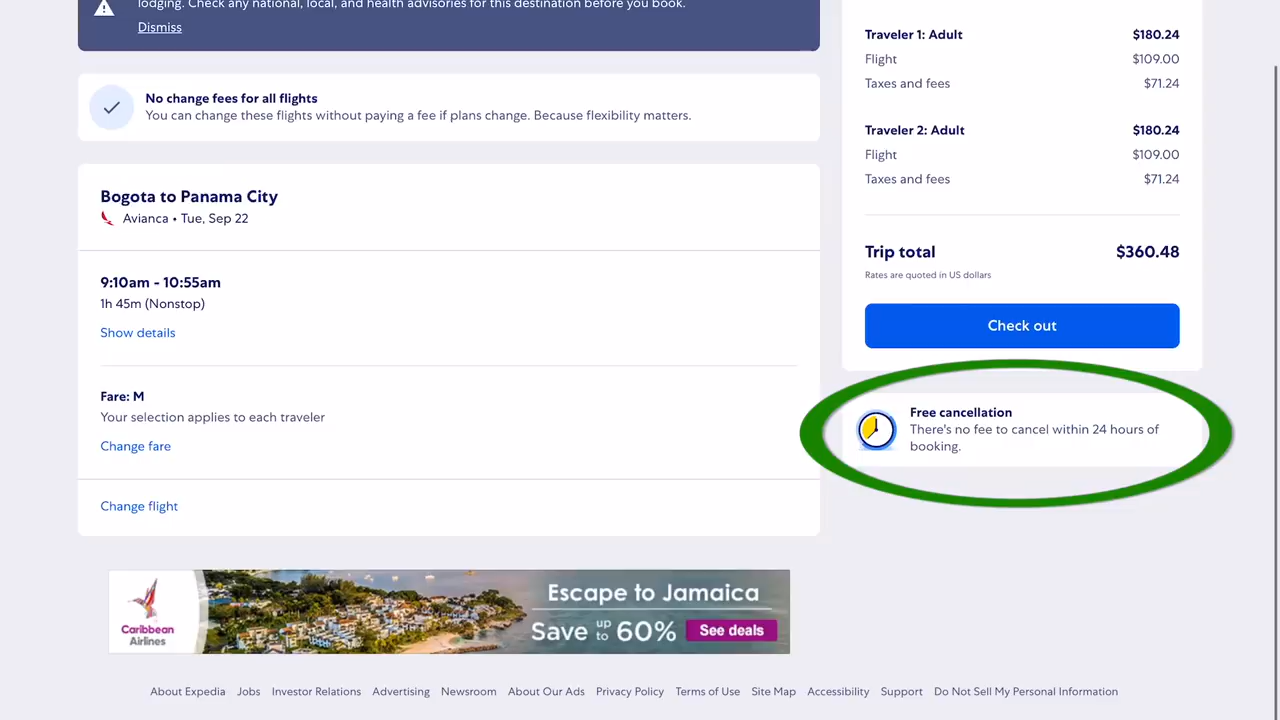 lodging. Check any national, local, and health advisories for this destination before you book.
Dismiss
No change fees for all flights
You can change these flights without paying a fee if plans change. Because flexibility matters.
Bogota to Panama City
Avianca • Tue, Sep 22
9:10am - 10:55am
1h 45m (Nonstop)
Show details
Fare: M
Your selection applies to each traveler
Change fare
Change flight
Traveler 1: Adult $180.24
Flight $109.00
Taxes and fees $71.24
Traveler 2: Adult $180.24
Flight $109.00
Taxes and fees $71.24
Trip total $360.48
Rates are quoted in US dollars
Check out
Free cancellation
There's no fee to cancel within 24 hours of
booking.
Caribbean
Airlines
Escape to Jamaica
Save up to 60% See deals
About Expedia Jobs Investor Relations Advertising Newsroom About Our Ads Privacy Policy Terms of Use Site Map Accessibility Support Do Not Sell My Personal Information